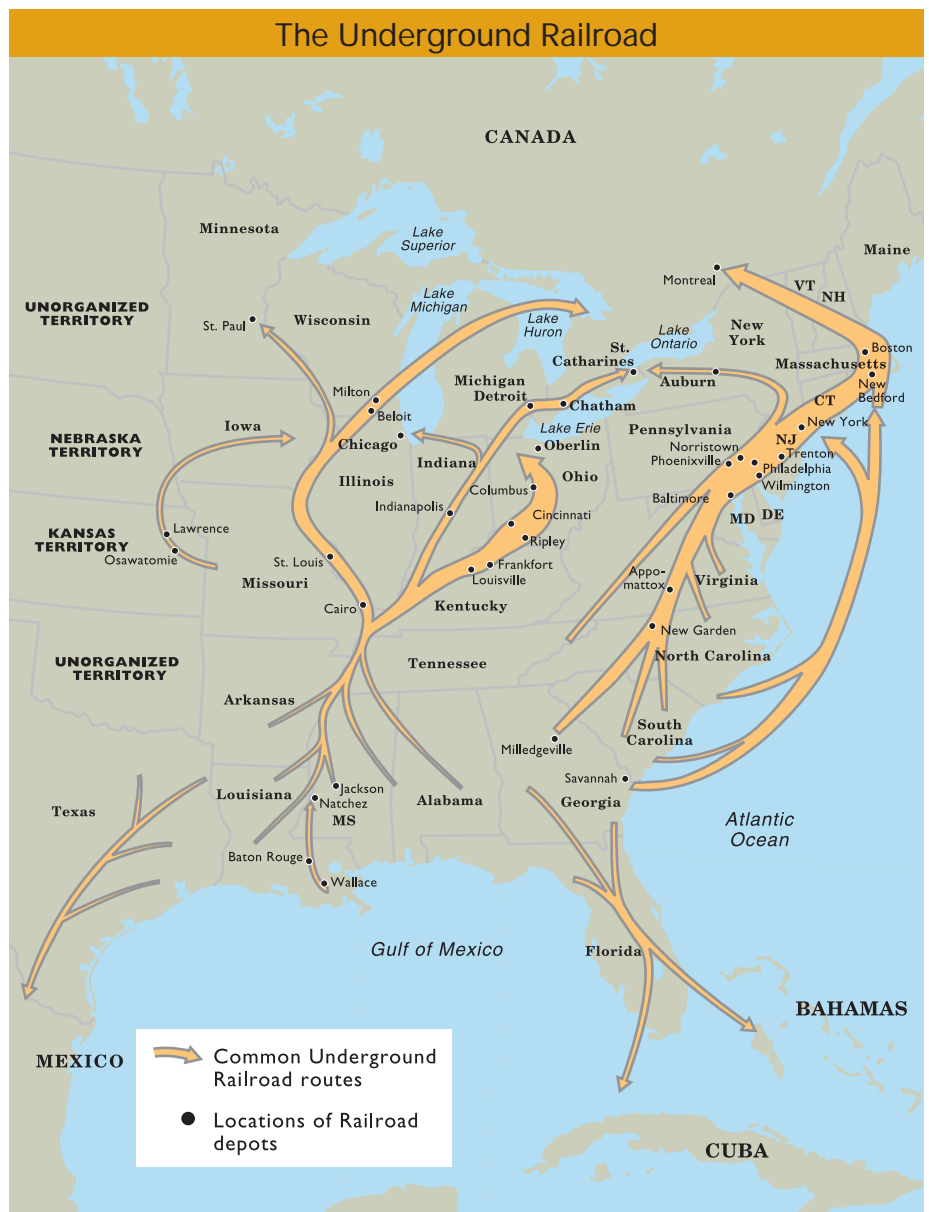 The Underground Railroad
CANADA
Minnesota
Lake
Superior
Maine
Montreal
VT
NH
UNORGANIZED
TERRITORY
Lake
Michigan
St. Paul
Wisconsin
Lake
Huron
Lake
Ontario
New
York
St.
Catharines
Boston
Massachusetts
New
Bedford
Michigan
Detroit
Auburn
Milton
Chatham
CT
Beloit
NEBRASKA
TERRITORY
Iowa
Chicago
Lake Erie
Oberlin
Pennsylvania
New York
NJ
Norristown
Trenton
Phoenixville
Philadelphia
Indiana
Ohio
Illinois
Columbus
Wilmington
Baltimore
Indianapolis
MD
DE
Cincinnati
KANSAS
TERRITORY
Lawrence
Osawatomie
Ripley
St. Louis
Frankfort
Louisville
Missouri
Appo-
mattox
Virginia
Cairo
Kentucky
New Garden
UNORGANIZED
TERRITORY
Tennessee
North Carolina
Arkansas
South
Carolina
Milledgeville
Savannah
Jackson
Louisiana
Natchez
Alabama
Georgia
Texas
MS
Atlantic
Ocean
Baton Rouge
Wallace
Gulf of Mexico
Florida
BAHAMAS
MEXICO
Common Underground
Railroad routes
Locations of Railroad
depots
CUBA